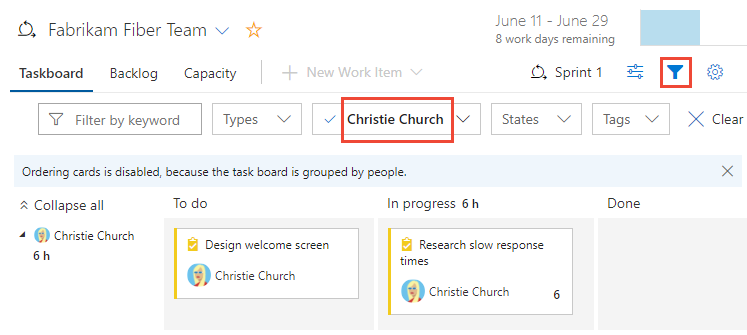 Fabrikam Fiber Team
June 11 - June 29
8 work days remaining
Taskboard Backlog Capacity New Work Item Sprint 1
Filter by keyword Types Christie Church States Tags Clear
Ordering cards is disabled, because the task board is grouped by people.
Collapse all To do In progress 6 h Done
Christie Church
6 h
Design welcome screen
Christie Church
Research slow response
times
Christie Church 6